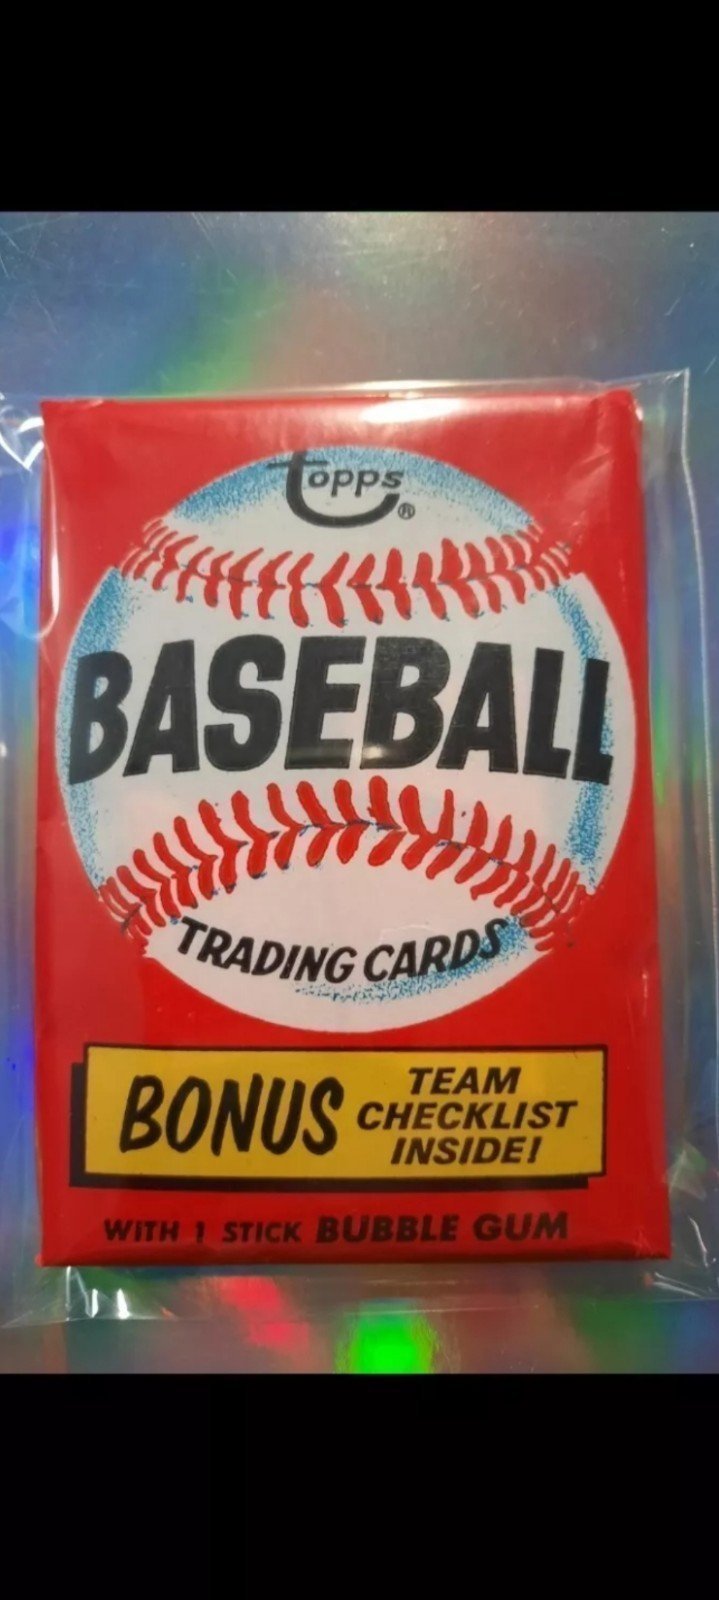 Topps®
BASEBALL
TRADING CARDS
BONUS
TEAM
CHECKLIST
INSIDE!
WITH 1 STICK BUBBLE GUM